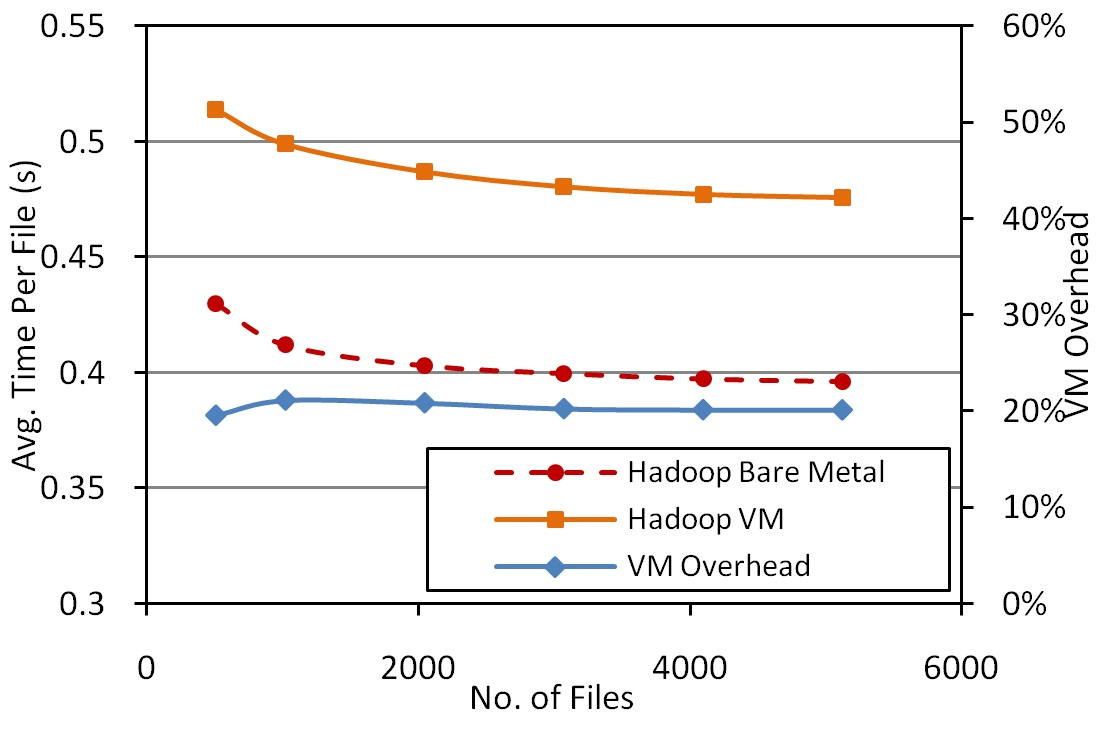 0.55
0.5
0.45
0.4
0.35
0.3
Avg. Time Per File (s)
60%
50%
40%
30%
20%
10%
0%
VM Overhead
Hadoop Bare Metal
Hadoop VM
VM Overhead
0 2000 4000 6000
No. of Files